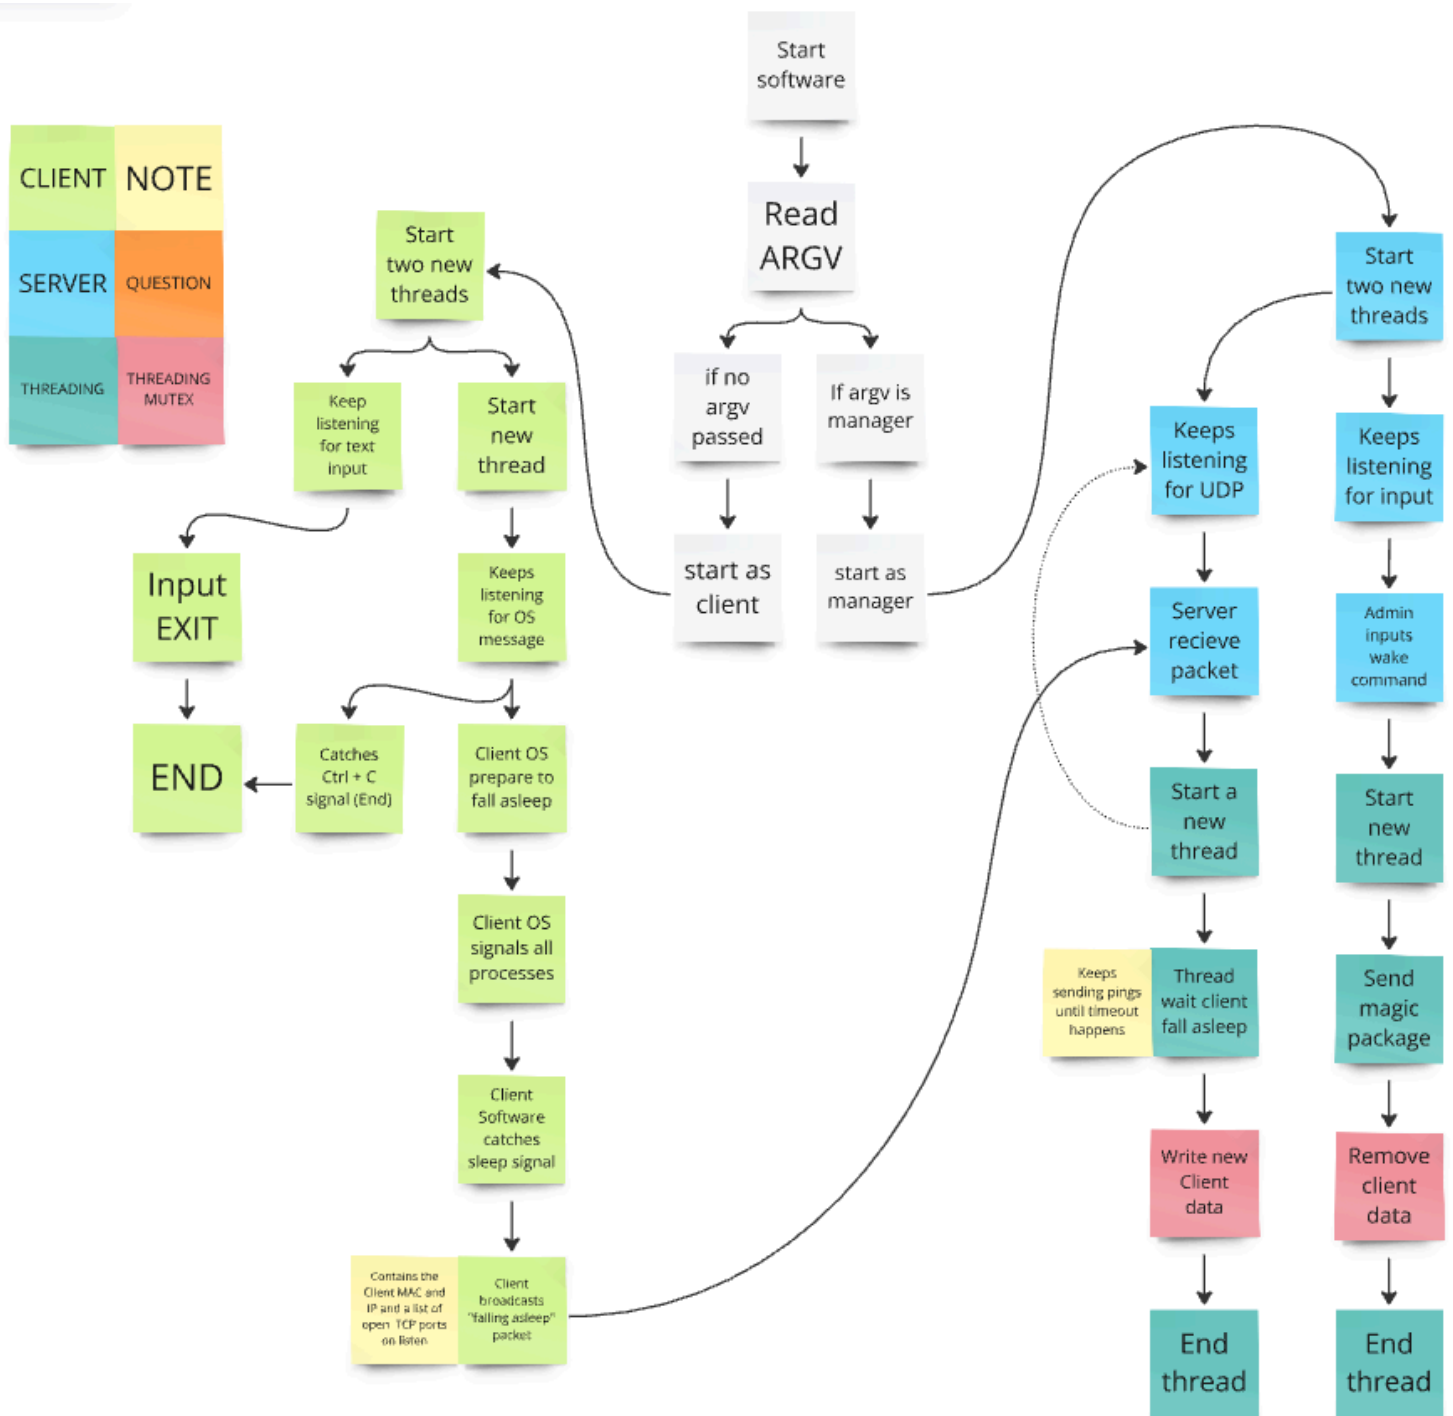 Start
software
CLIENT
NOTE
SERVER
QUESTION
THREADING
THREADING
MUTEX
Read
ARGV
if no
argv
passed
If argv is
manager
start as
client
start as
manager
Start
two new
threads
Keep
listening
for text
input
Start
new
thread
Input
EXIT
Keeps
listening
for OS
message
END
Catches
Ctrl + C
signal (End)
Client OS
prepare to
fall asleep
Client OS
signals all
processes
Client
Software
catches
sleep signal
Contains the
Client MAC and
IP and a list of
open TCP ports
on listen
Client
broadcasts
"falling asleep"
packet
Start
two new
threads
Keeps
listening
for UDP
Keeps
listening
for input
Server
recieve
packet
Admin
inputs
wake
command
Start a
new
thread
Start
new
thread
Keeps
sending pings
until timeout
happens
Thread
wait client
fall asleep
Send
magic
package
Write new
Client
data
Remove
client
data
End
thread
End
thread